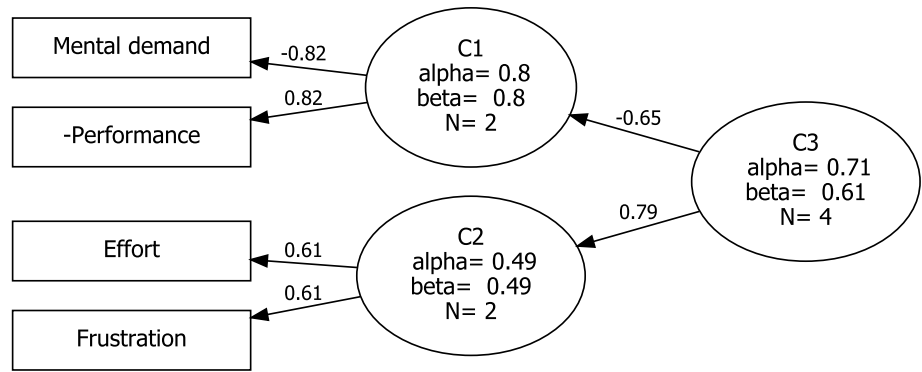 Mental demand
-Performance
Effort
Frustration
-0.82
0.82
0.61
0.61
C1
alpha= 0.8
beta=  0.8
N= 2
C2
alpha= 0.49
beta=  0.49
N= 2
-0.65
0.79
C3
alpha= 0.71
beta=  0.61
N= 4